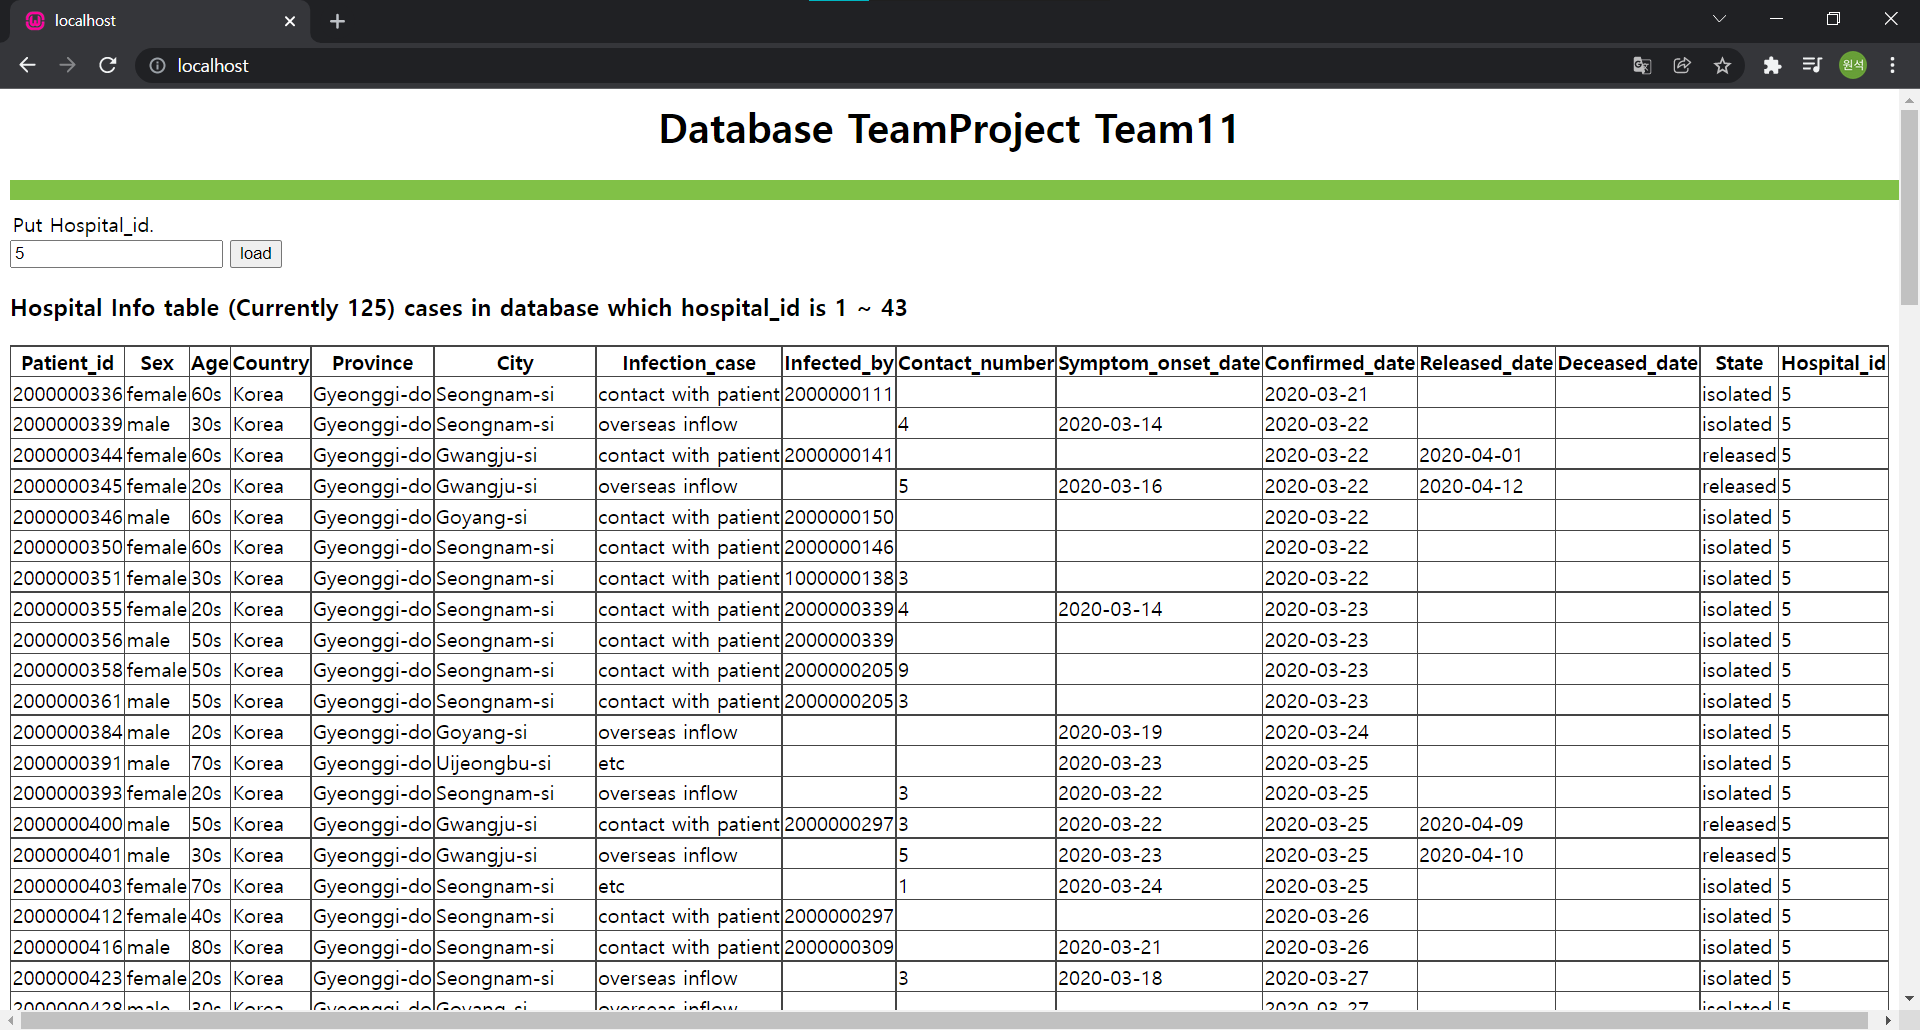 localhost
localhost
원석
Database TeamProject Team11
Put Hospital_id.
5 load
Hospital Info table (Currently 125) cases in database which hospital_id is 1 ~ 43
Patient_id Sex Age Country Province City Infection_case Infected_by Contact_number Symptom_onset_date Confirmed_date Released_date Deceased_date State Hospital_id
2000000336 female 60s Korea Gyeonggi-do Seongnam-si contact with patient 2000000111 2020-03-21 isolated 5
2000000339 male 30s Korea Gyeonggi-do Seongnam-si overseas inflow 4 2020-03-14 2020-03-22 isolated 5
2000000344 female 60s Korea Gyeonggi-do Gwangju-si contact with patient 2000000141 2020-03-22 2020-04-01 released 5
2000000345 female 20s Korea Gyeonggi-do Gwangju-si overseas inflow 5 2020-03-16 2020-03-22 2020-04-12 released 5
2000000346 male 60s Korea Gyeonggi-do Goyang-si contact with patient 2000000150 2020-03-22 isolated 5
2000000350 female 60s Korea Gyeonggi-do Seongnam-si contact with patient 2000000146 2020-03-22 isolated 5
2000000351 female 30s Korea Gyeonggi-do Seongnam-si contact with patient 1000000138 3 2020-03-22 isolated 5
2000000355 female 20s Korea Gyeonggi-do Seongnam-si contact with patient 2000000339 4 2020-03-14 2020-03-23 isolated 5
2000000356 male 50s Korea Gyeonggi-do Seongnam-si contact with patient 2000000339 2020-03-23 isolated 5
2000000358 female 50s Korea Gyeonggi-do Seongnam-si contact with patient 2000000205 9 2020-03-23 isolated 5
2000000361 male 50s Korea Gyeonggi-do Seongnam-si contact with patient 2000000205 3 2020-03-23 isolated 5
2000000384 male 20s Korea Gyeonggi-do Goyang-si overseas inflow 2020-03-19 2020-03-24 isolated 5
2000000391 male 70s Korea Gyeonggi-do Uijeongbu-si etc 2020-03-23 2020-03-25 isolated 5
2000000393 female 20s Korea Gyeonggi-do Seongnam-si overseas inflow 3 2020-03-22 2020-03-25 isolated 5
2000000400 male 50s Korea Gyeonggi-do Gwangju-si contact with patient 2000000297 3 2020-03-22 2020-03-25 2020-04-09 released 5
2000000401 male 30s Korea Gyeonggi-do Gwangju-si overseas inflow 5 2020-03-23 2020-03-25 2020-04-10 released 5
2000000403 female 70s Korea Gyeonggi-do Seongnam-si etc 1 2020-03-24 2020-03-25 isolated 5
2000000412 female 40s Korea Gyeonggi-do Seongnam-si contact with patient 2000000297 2020-03-26 isolated 5
2000000416 male 80s Korea Gyeonggi-do Seongnam-si contact with patient 2000000309 2020-03-21 2020-03-26 isolated 5
2000000423 female 20s Korea Gyeonggi-do Seongnam-si overseas inflow 3 2020-03-18 2020-03-27 isolated 5
2000000428 male 30s Korea Gyeonggi-do Goyang-si overseas inflow 2020-03-27 isolated 5